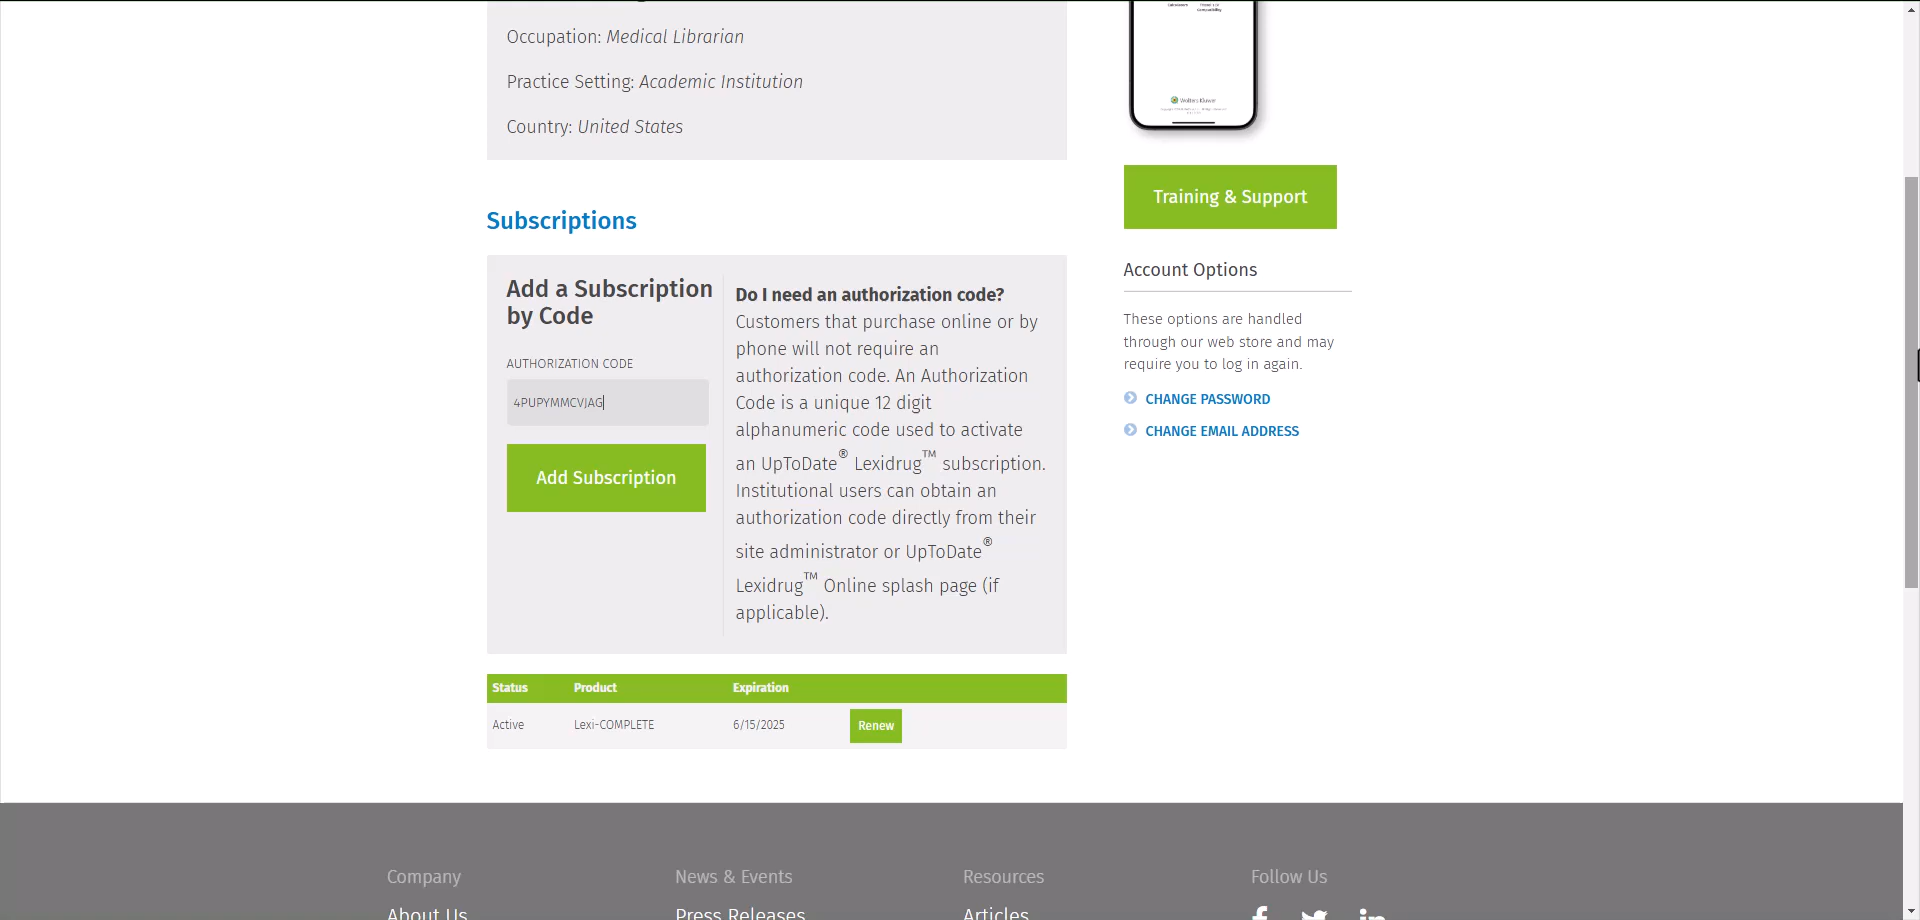 Occupation: Medical Librarian
Practice Setting: Academic Institution
Country: United States
Subscriptions
Add a Subscription
by Code
AUTHORIZATION CODE
4PUPYMMCVJAG
Add Subscription
Do I need an authorization code?
Customers that purchase online or by
phone will not require an
authorization code. An Authorization
Code is a unique 12 digit
alphanumeric code used to activate
an UpToDate® Lexidrug™ subscription.
Institutional users can obtain an
authorization code directly from their
site administrator or UpToDate®
Lexidrug™ Online splash page (if
applicable).
Status Product Expiration
Active Lexi-COMPLETE 6/15/2025 Renew
Calculators
Compatibility
Wolters Kluwer
Training & Support
Account Options
These options are handled
through our web store and may
require you to log in again.
CHANGE PASSWORD
CHANGE EMAIL ADDRESS
Company News & Events Resources Follow Us
About Us Press Releases Articles